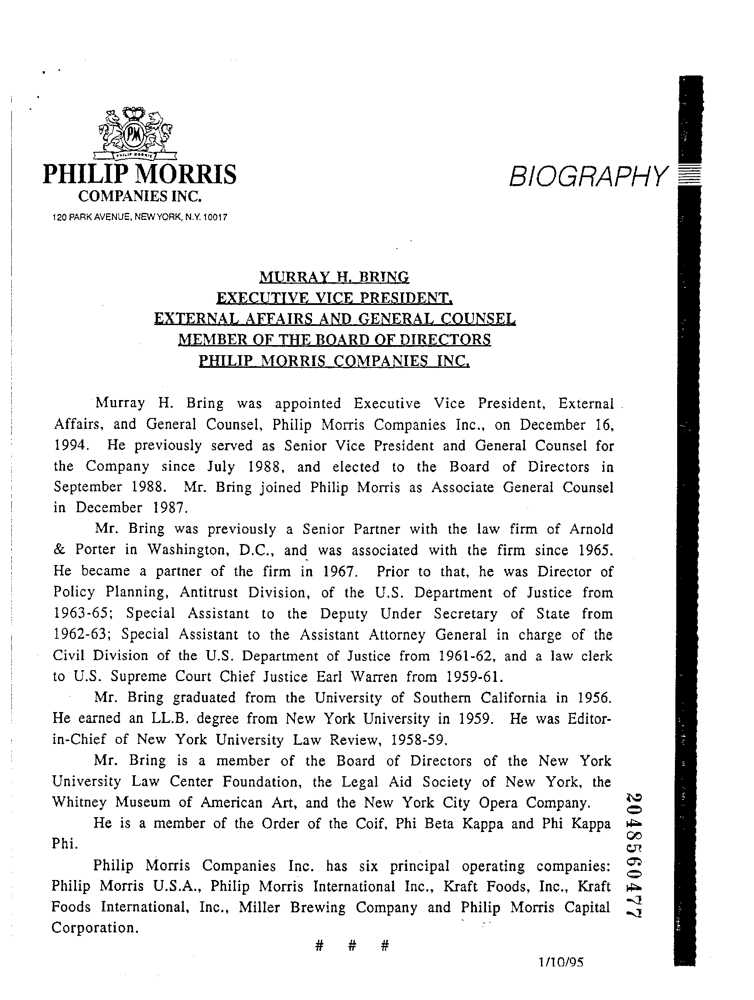 PM
PHILIP MORRIS
PHILIP MORRIS
COMPANIES INC.
120 PARK AVENUE, NEW YORK, N.Y. 10017
BIOGRAPHY
MURRAY H. BRING
EXECUTIVE VICE PRESIDENT,
EXTERNAL AFFAIRS AND GENERAL COUNSEL
MEMBER OF THE BOARD OF DIRECTORS
PHILIP MORRIS COMPANIES INC.
Murray H. Bring was appointed Executive Vice President, External
Affairs, and General Counsel, Philip Morris Companies Inc., on December 16,
1994. He previously served as Senior Vice President and General Counsel for
the Company since July 1988, and elected to the Board of Directors in
September 1988. Mr. Bring joined Philip Morris as Associate General Counsel
in December 1987.
Mr. Bring was previously a Senior Partner with the law firm of Arnold
& Porter in Washington, D.C., and was associated with the firm since 1965.
He became a partner of the firm in 1967. Prior to that, he was Director of
Policy Planning, Antitrust Division, of the U.S. Department of Justice from
1963-65; Special Assistant to the Deputy Under Secretary of State from
1962-63; Special Assistant to the Assistant Attorney General in charge of the
Civil Division of the U.S. Department of Justice from 1961-62, and a law clerk
to U.S. Supreme Court Chief Justice Earl Warren from 1959-61.
Mr. Bring graduated from the University of Southern California in 1956.
He earned an LL.B. degree from New York University in 1959. He was Editor-
in-Chief of New York University Law Review, 1958-59.
Mr. Bring is a member of the Board of Directors of the New York
University Law Center Foundation, the Legal Aid Society of New York, the
Whitney Museum of American Art, and the New York City Opera Company.
He is a member of the Order of the Coif, Phi Beta Kappa and Phi Kappa
Phi.
Philip Morris Companies Inc. has six principal operating companies:
Philip Morris U.S.A., Philip Morris International Inc., Kraft Foods, Inc., Kraft
Foods International, Inc., Miller Brewing Company and Philip Morris Capital
Corporation.
# # #
1/10/95
2048560477